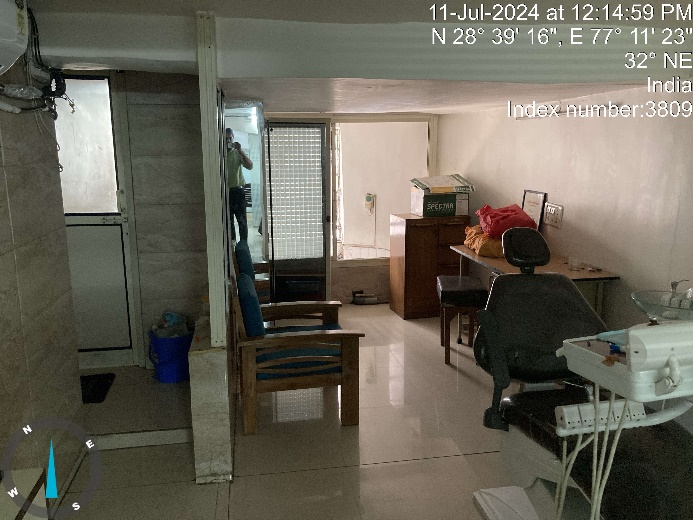 11-Jul-2024 at 12:14:59 PM
N 28° 39' 16", E 77° 11' 23"
32° NE
India
Index number:3809
SPECTRA
N
E
W
S